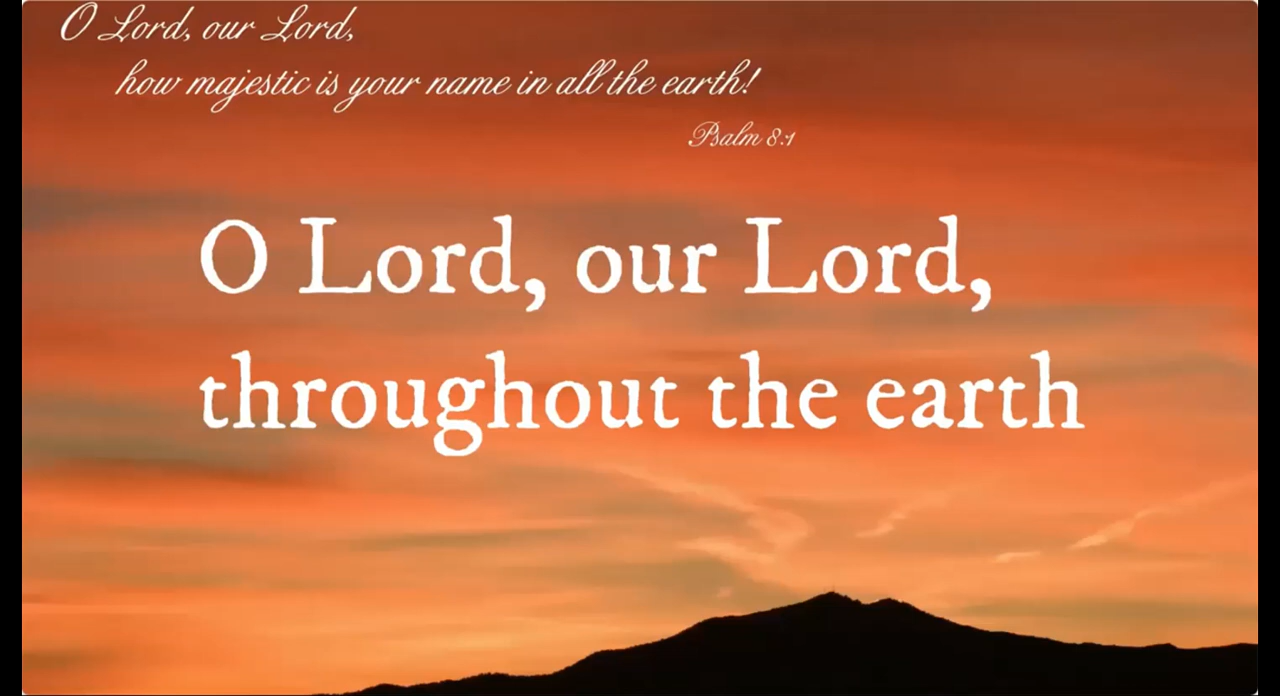 O Lord, our Lord,
how majestic is your name in all the earth!
Psalm 8:1
O Lord, our Lord,
throughout the earth